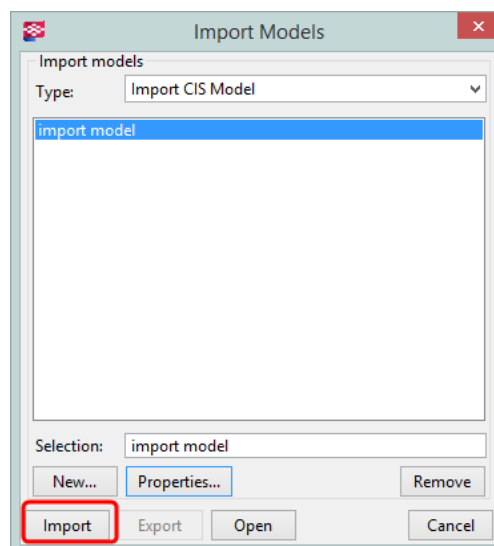 Import Models
Import models
Type: Import CIS Model
import model
Selection: import model
New... Properties... Remove
Import Export Open Cancel